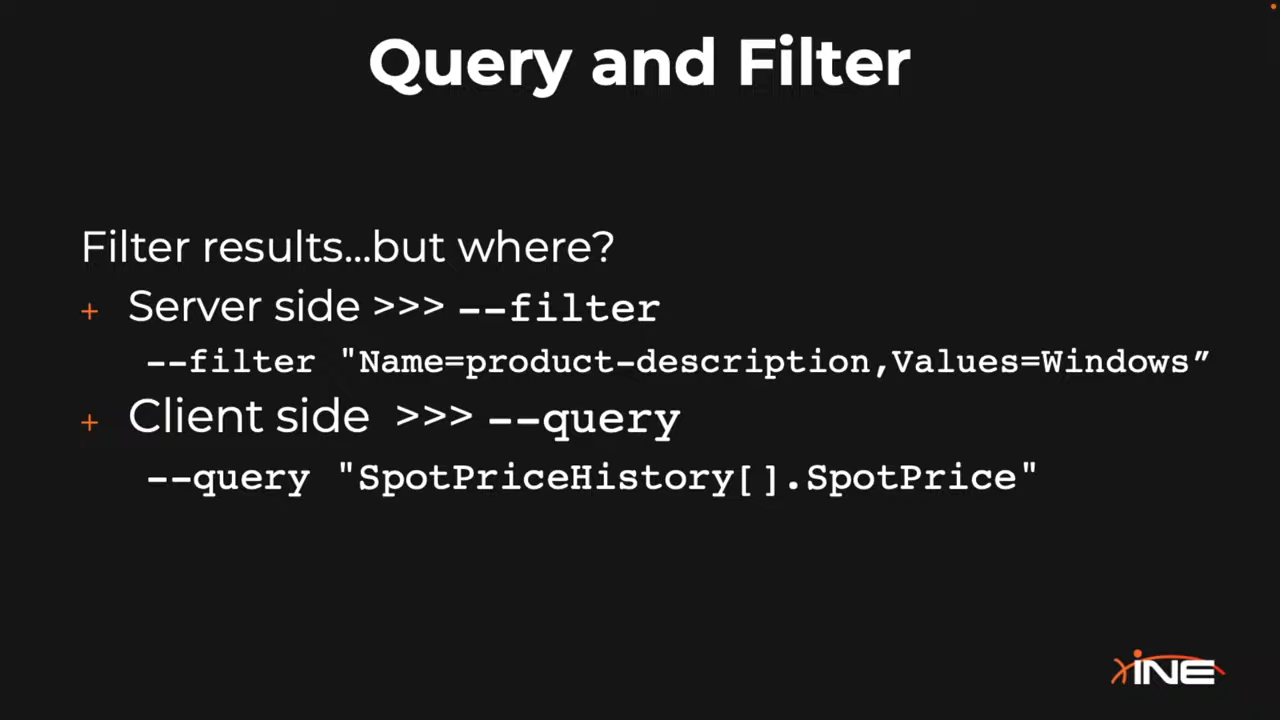 Query and Filter
Filter results...but where?
+ Server side >>> --filter
--filter "Name=product-description,Values=Windows”
+ Client side >>> --query
--query "SpotPriceHistory[].SpotPrice"
INE